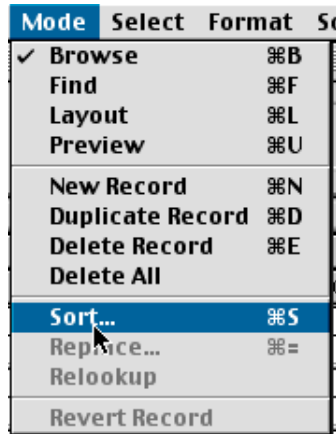 Mode Select Format
✓ Browse ⌘B
Find ⌘F
Layout ⌘L
Preview ⌘U
New Record ⌘N
Duplicate Record ⌘D
Delete Record ⌘E
Delete All
Sort... ⌘S
Replace... ⌘=
Relookup
Revert Record